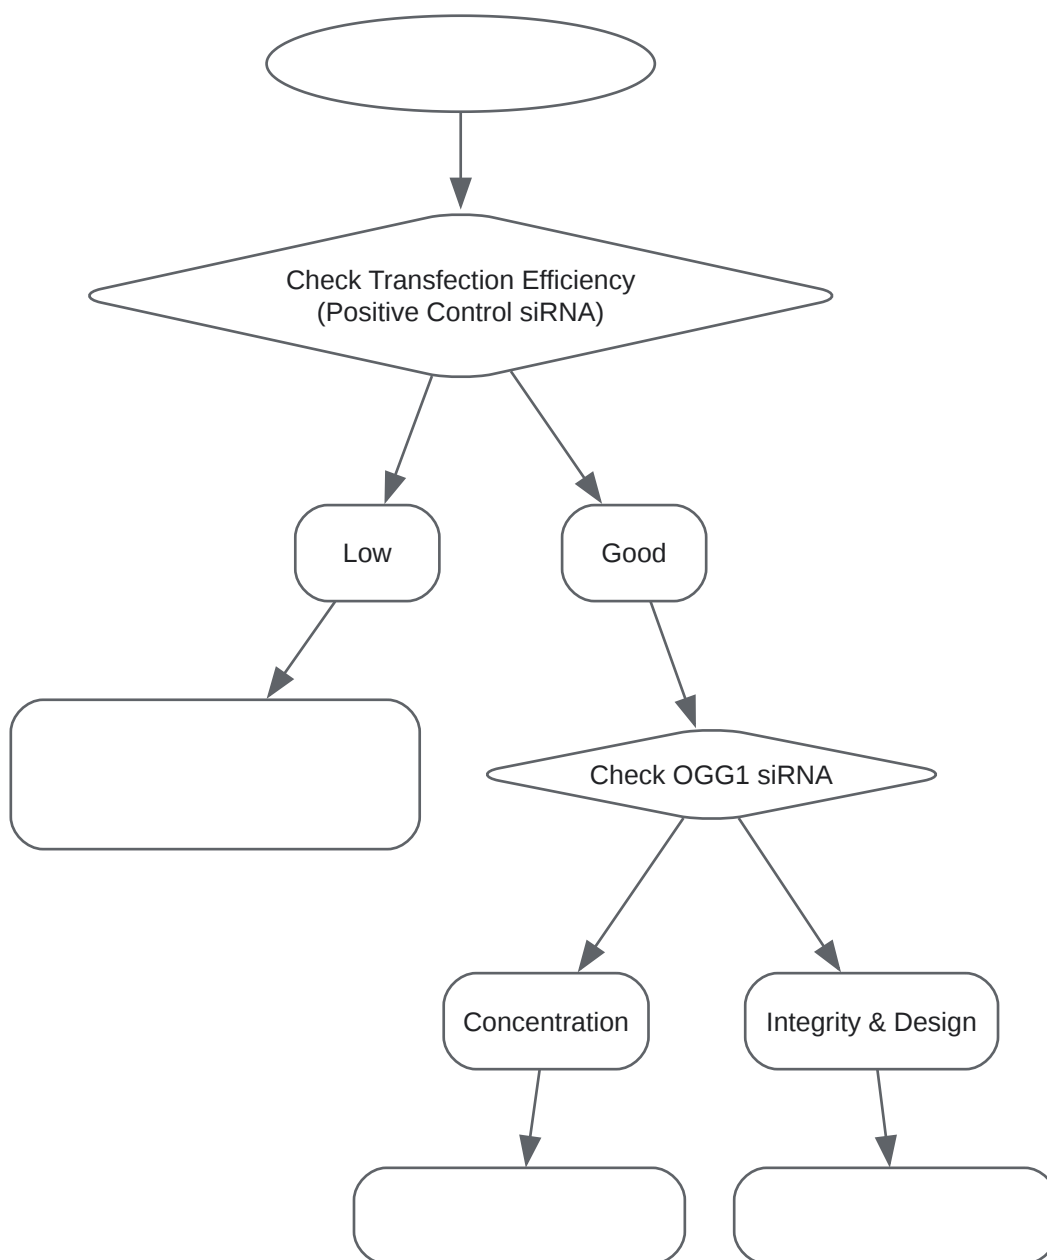 Check Transfection Efficiency
(Positive Control siRNA)
Low
Good
Check OGG1 siRNA
Concentration
Integrity & Design